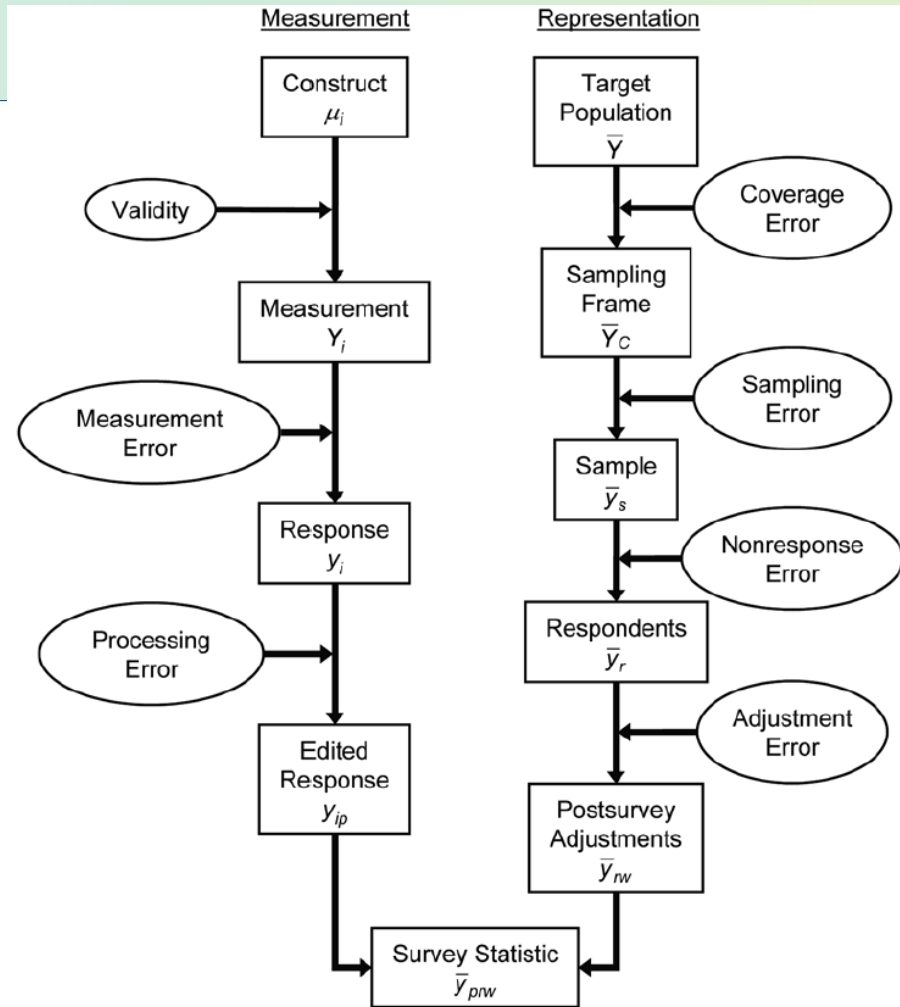 Measurement
Construct
μi
Validity
Measurement
Yi
Measurement
Error
Response
yi
Processing
Error
Edited
Response
yip
Representation
Target
Population
Ȳ
Coverage
Error
Sampling
Frame
ȲC
Sampling
Error
Sample
ȳs
Nonresponse
Error
Respondents
ȳr
Adjustment
Error
Postsurvey
Adjustments
ȳrw
Survey Statistic
ȳprw